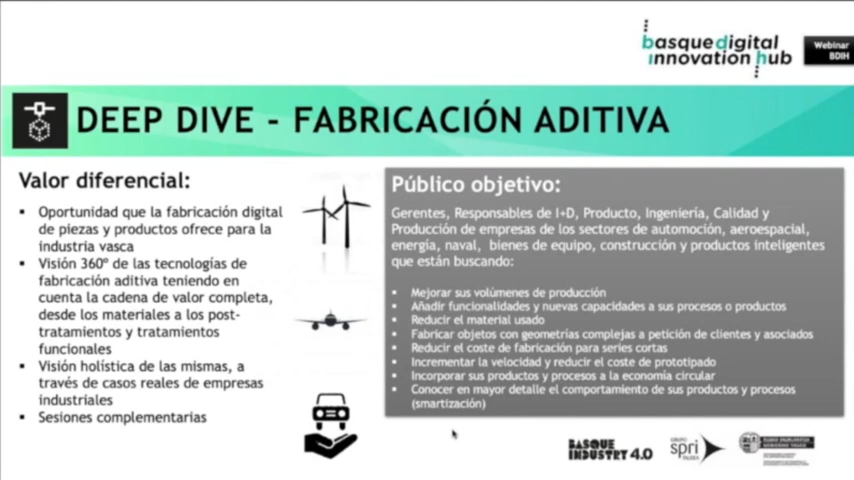 basquedigital
innovation hub
Webinar
BDIH
DEEP DIVE - FABRICACIÓN ADITIVA
Valor diferencial:
▪ Oportunidad que la fabricación digital
de piezas y productos ofrece para la
industria vasca
▪ Visión 360º de las tecnologías de
fabricación aditiva teniendo en
cuenta la cadena de valor completa,
desde los materiales a los post-
tratamientos y tratamientos
funcionales
▪ Visión holística de las mismas, a
través de casos reales de empresas
industriales
▪ Sesiones complementarias
Público objetivo:
Gerentes, Responsables de I+D, Producto, Ingeniería, Calidad y
Producción de empresas de los sectores de automoción, aeroespacial,
energía, naval, bienes de equipo, construcción y productos inteligentes
que están buscando:
▪ Mejorar sus volúmenes de producción
▪ Añadir funcionalidades y nuevas capacidades a sus procesos o productos
▪ Reducir el material usado
▪ Fabricar objetos con geometrías complejas a petición de clientes y asociados
▪ Reducir el coste de fabricación para series cortas
▪ Incrementar la velocidad y reducir el coste de prototipado
▪ Incorporar sus productos y procesos a la economía circular
▪ Conocer en mayor detalle el comportamiento de sus productos y procesos
(smartización)
BASQUE
INDUSTRY 4.0
GRUPO
spri
TALDEA